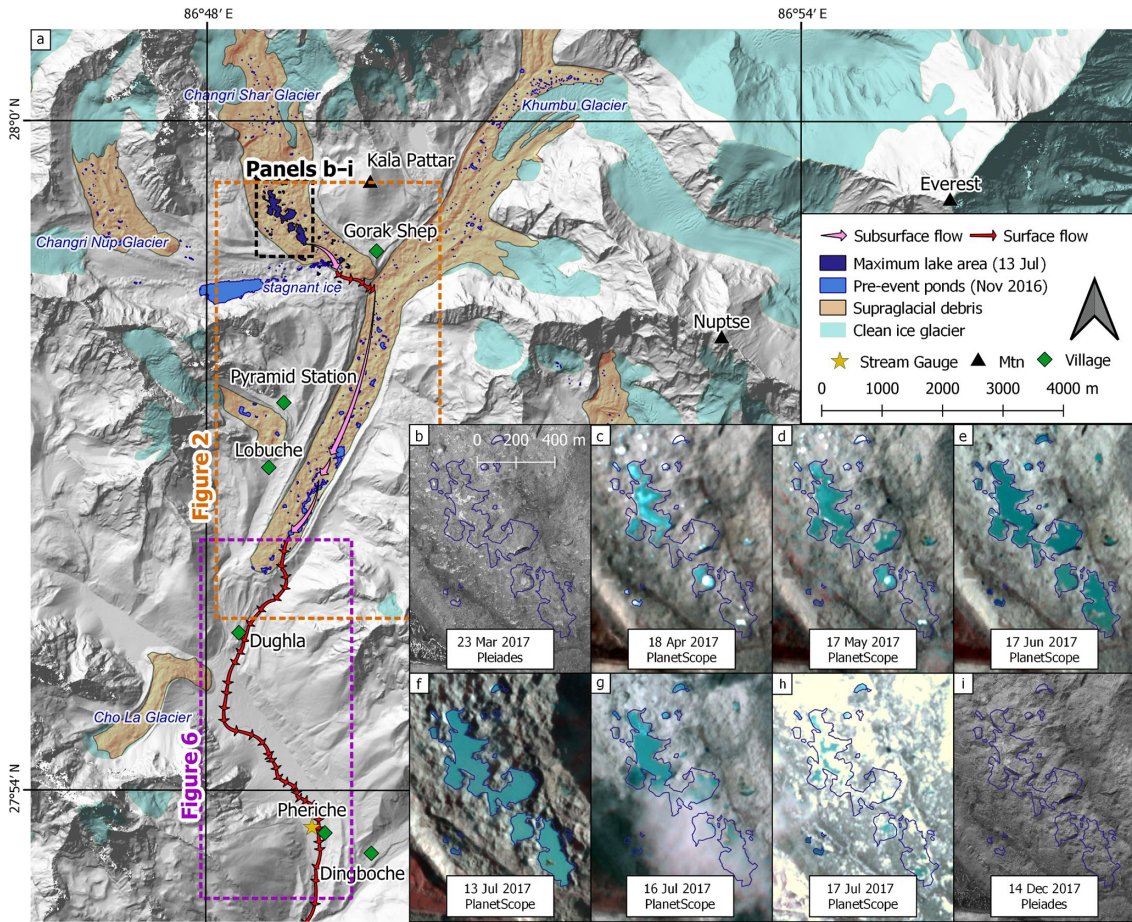 86°48′ E
86°54′ E
a
28°0′ N
Changri Shar Glacier
Khumbu Glacier
Panels b-i
Kala Pattar
Everest
Gorak Shep
Changri Nup Glacier
stagnant ice
Subsurface flow
Surface flow
Maximum lake area (13 Jul)
Pre-event ponds (Nov 2016)
Supraglacial debris
Clean ice glacier
Stream Gauge
Mtn
Village
0 1000 2000 3000 4000 m
Nuptse
Pyramid Station
Lobuche
Figure 2
b
0 200 400 m
23 Mar 2017
Pleiades
c
18 Apr 2017
PlanetScope
d
17 May 2017
PlanetScope
e
17 Jun 2017
PlanetScope
Dughla
Cho La Glacier
Figure 6
27°54′ N
Pheriche
Dingboche
f
13 Jul 2017
PlanetScope
g
16 Jul 2017
PlanetScope
h
17 Jul 2017
PlanetScope
i
14 Dec 2017
Pleiades